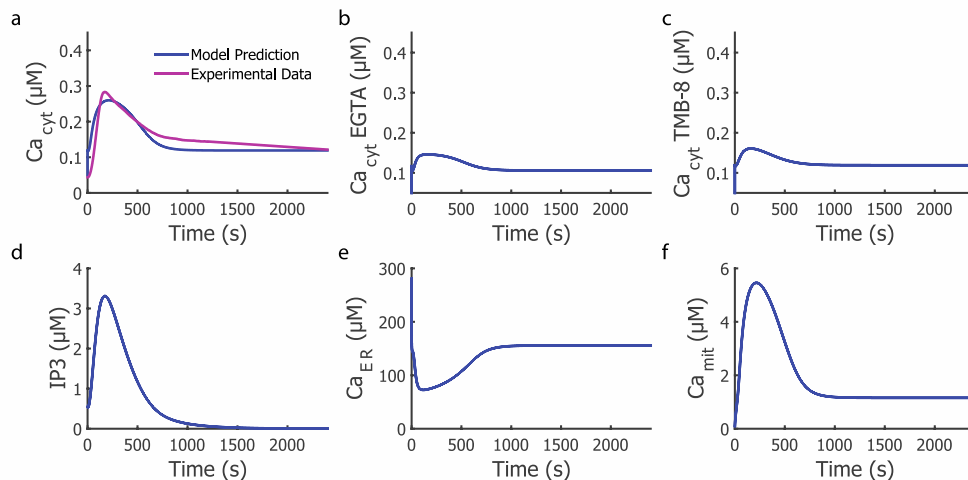 a
Model Prediction
Experimental Data
Ca cyt (µM)
0.4
0.3
0.2
0.1
0
0 500 1000 1500 2000
Time (s)
b
Ca cyt EGTA (µM)
0.4
0.3
0.2
0.1
0 500 1000 1500 2000
Time (s)
c
Ca cyt TMB-8 (µM)
0.4
0.3
0.2
0.1
0 500 1000 1500 2000
Time (s)
d
IP3 (µM)
4
3
2
1
0
0 500 1000 1500 2000
Time (s)
e
Ca ER (µM)
300
200
100
0
0 500 1000 1500 2000
Time (s)
f
Ca mit (µM)
6
4
2
0
0 500 1000 1500 2000
Time (s)